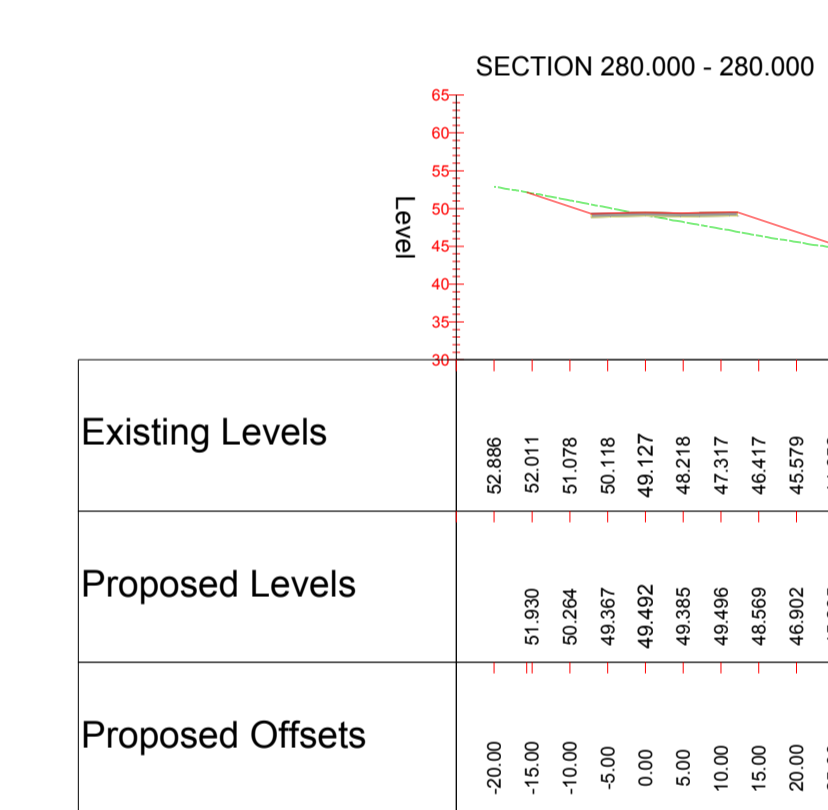 SECTION 280.000 - 280.000
65
60
55
50
45
40
35
30
Level
Existing Levels
52.886 52.011 51.078 50.118 49.127 48.218 47.317 46.417 45.579
Proposed Levels
51.930 50.264 49.367 49.492 49.385 49.496 48.569 46.902
Proposed Offsets
-20.00 -15.00 -10.00 -5.00 0.00 5.00 10.00 15.00 20.00